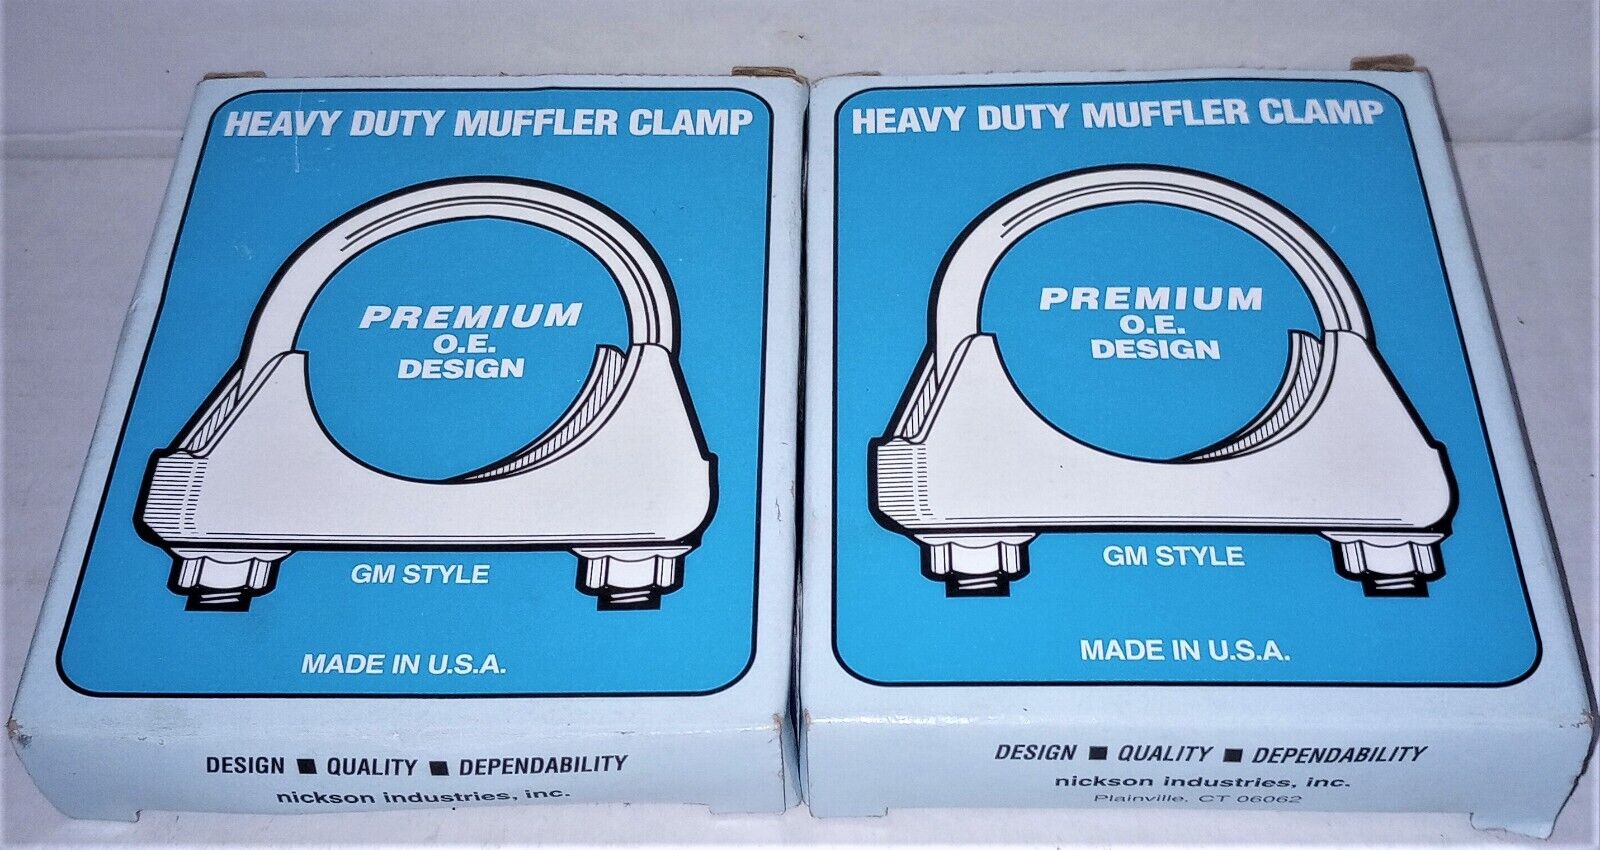 HEAVY DUTY MUFFLER CLAMP
PREMIUM
O.E.
DESIGN
GM STYLE
MADE IN U.S.A.
DESIGN ■ QUALITY ■ DEPENDABILITY
nickson industries, inc.
HEAVY DUTY MUFFLER CLAMP
PREMIUM
O.E.
DESIGN
GM STYLE
MADE IN U.S.A.
DESIGN ■ QUALITY ■ DEPENDABILITY
nickson industries, inc.
Plainville, CT 06062